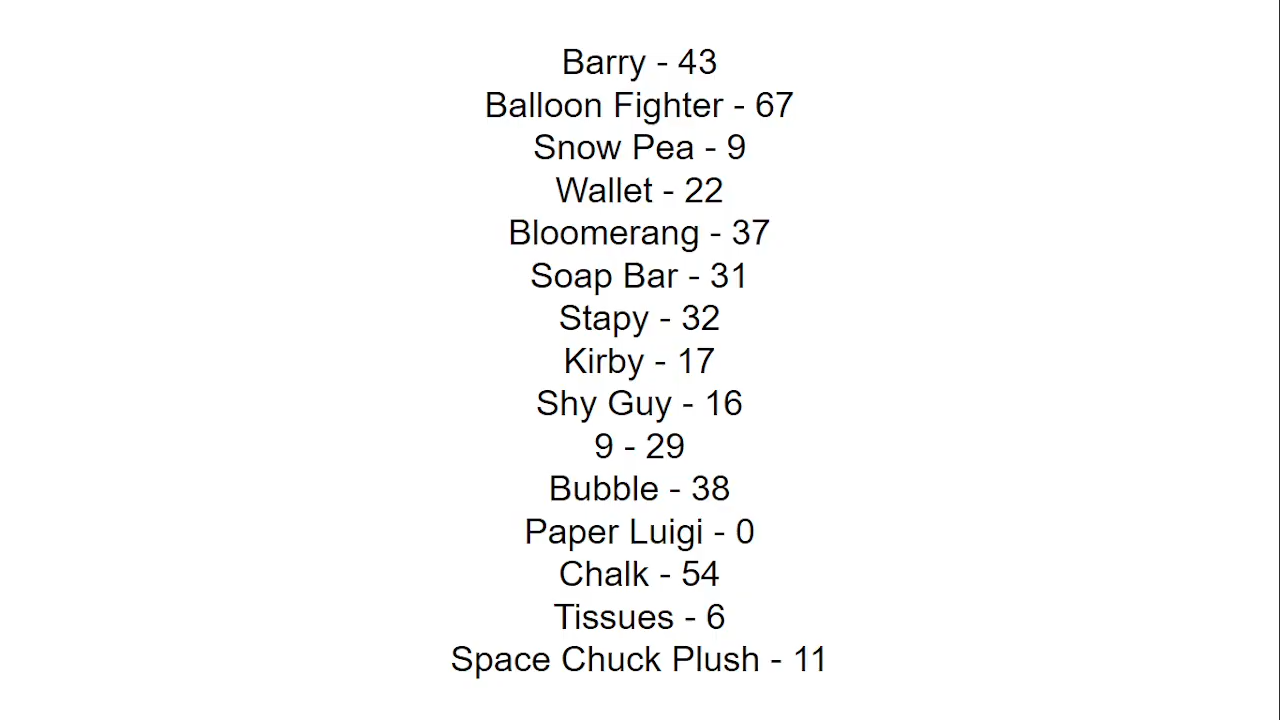 Barry - 43
Balloon Fighter - 67
Snow Pea - 9
Wallet - 22
Bloomerang - 37
Soap Bar - 31
Stapy - 32
Kirby - 17
Shy Guy - 16
9 - 29
Bubble - 38
Paper Luigi - 0
Chalk - 54
Tissues - 6
Space Chuck Plush - 11